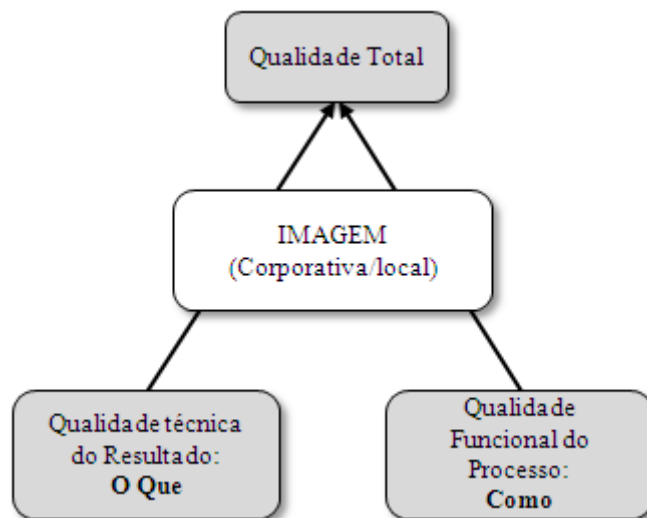 Qualidade Total
IMAGEM
(Corporativa/local)
Qualidade técnica
do Resultado:
O Que
Qualidade
Funcional do
Processo:
Como